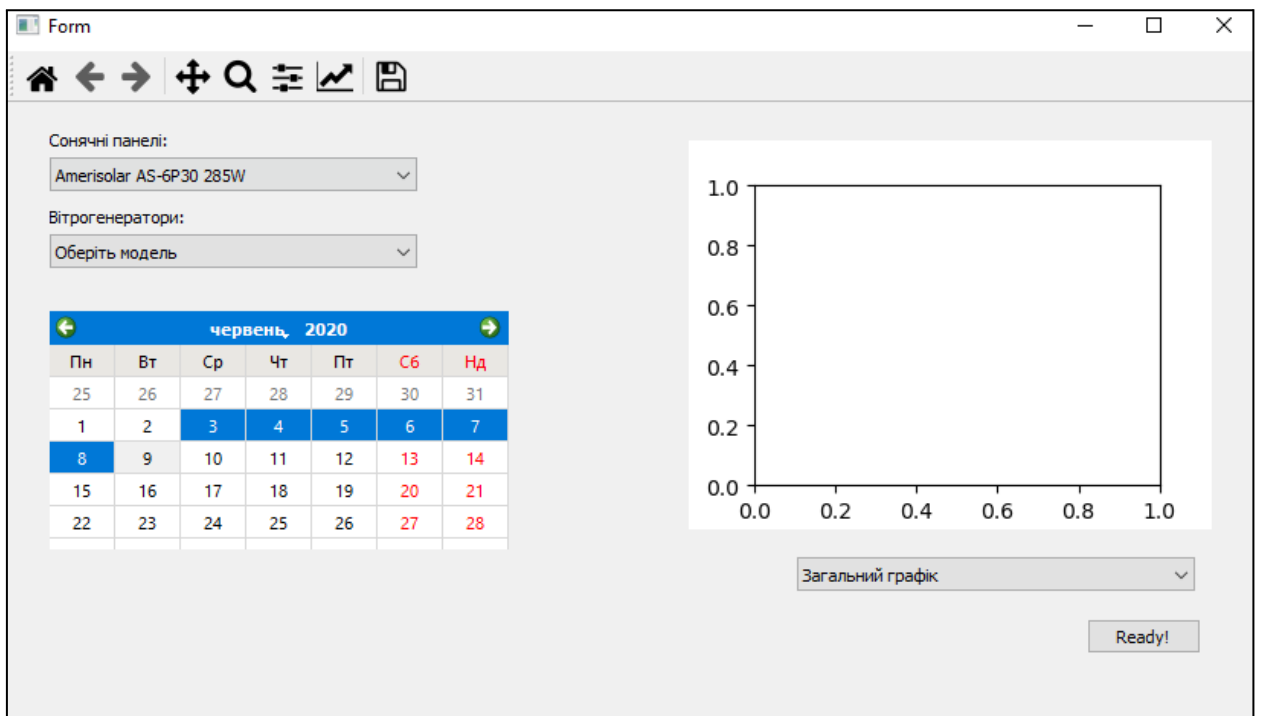 Form
Сонячні панелі:
Amerisolar AS-6P30 285W
Вітрогенератори:
Оберіть модель
червень, 2020
Пн Вт Ср Чт Пт Сб Нд
25 26 27 28 29 30 31
1 2 3 4 5 6 7
8 9 10 11 12 13 14
15 16 17 18 19 20 21
22 23 24 25 26 27 28
1.0
0.8
0.6
0.4
0.2
0.0
0.0 0.2 0.4 0.6 0.8 1.0
Загальний графік
Ready!